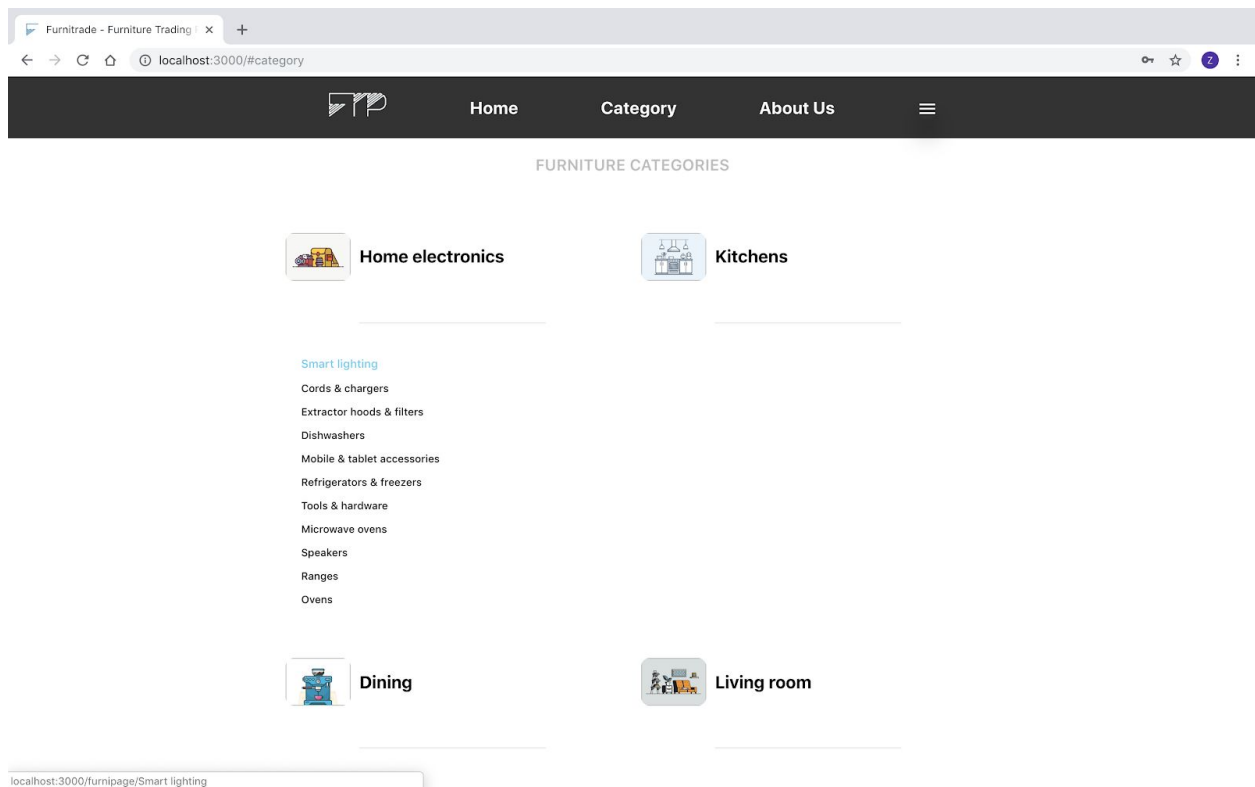 Furnitrade - Furniture Trading
localhost:3000/#category
Z
FTP
Home
Category
About Us
FURNITURE CATEGORIES
Home electronics
Kitchens
Smart lighting
Cords & chargers
Extractor hoods & filters
Dishwashers
Mobile & tablet accessories
Refrigerators & freezers
Tools & hardware
Microwave ovens
Speakers
Ranges
Ovens
Dining
Living room
localhost:3000/furnipage/Smart lighting